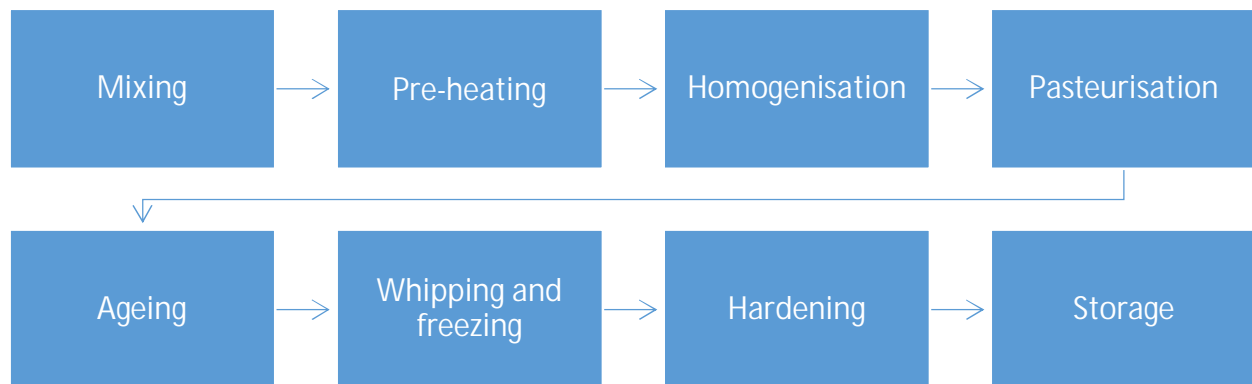 Mixing
Pre-heating
Homogenisation
Pasteurisation
Ageing
Whipping and
freezing
Hardening
Storage